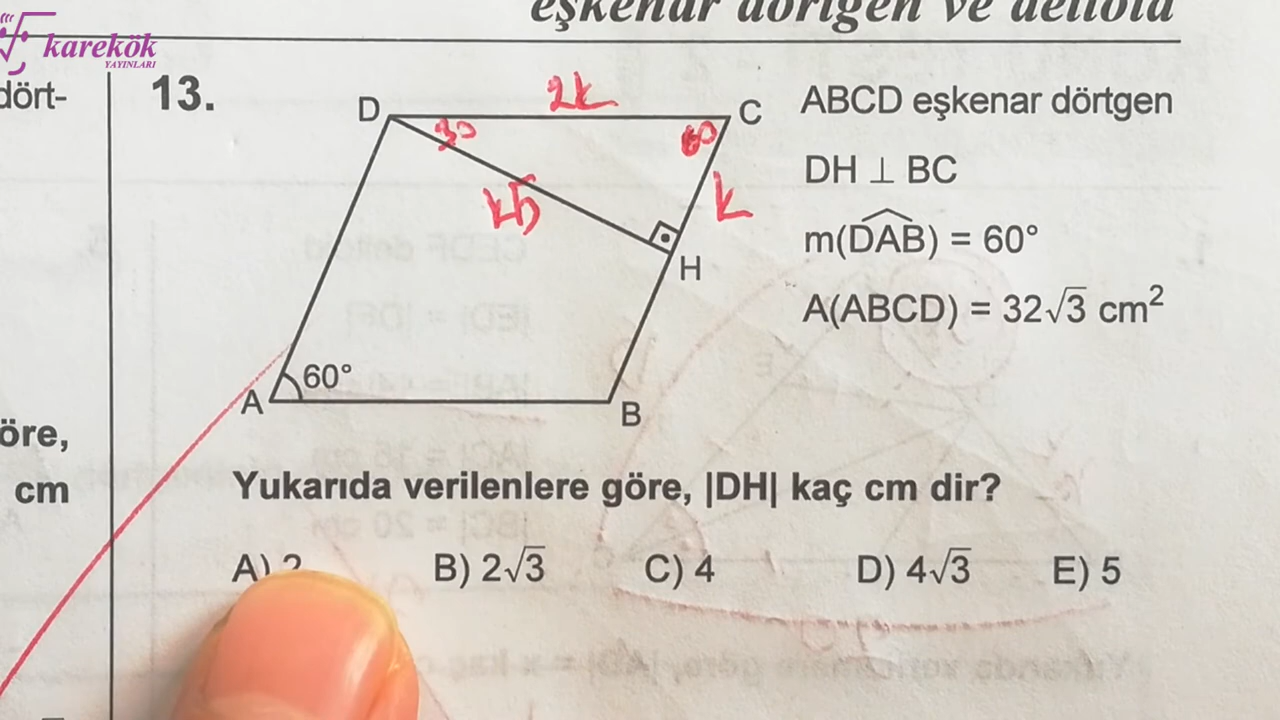 eşkenar dörtgen ve deltoid
karekök
YAYINLARI
dört-
13.
D
2k
C
30
60
k√3
k
H
60°
A
B
ABCD eşkenar dörtgen
DH ⊥ BC
m(DAB) = 60°
A(ABCD) = 32√3 cm²
öre,
cm
Yukarıda verilenlere göre, |DH| kaç cm dir?
A) 2 B) 2√3 C) 4 D) 4√3 E) 5